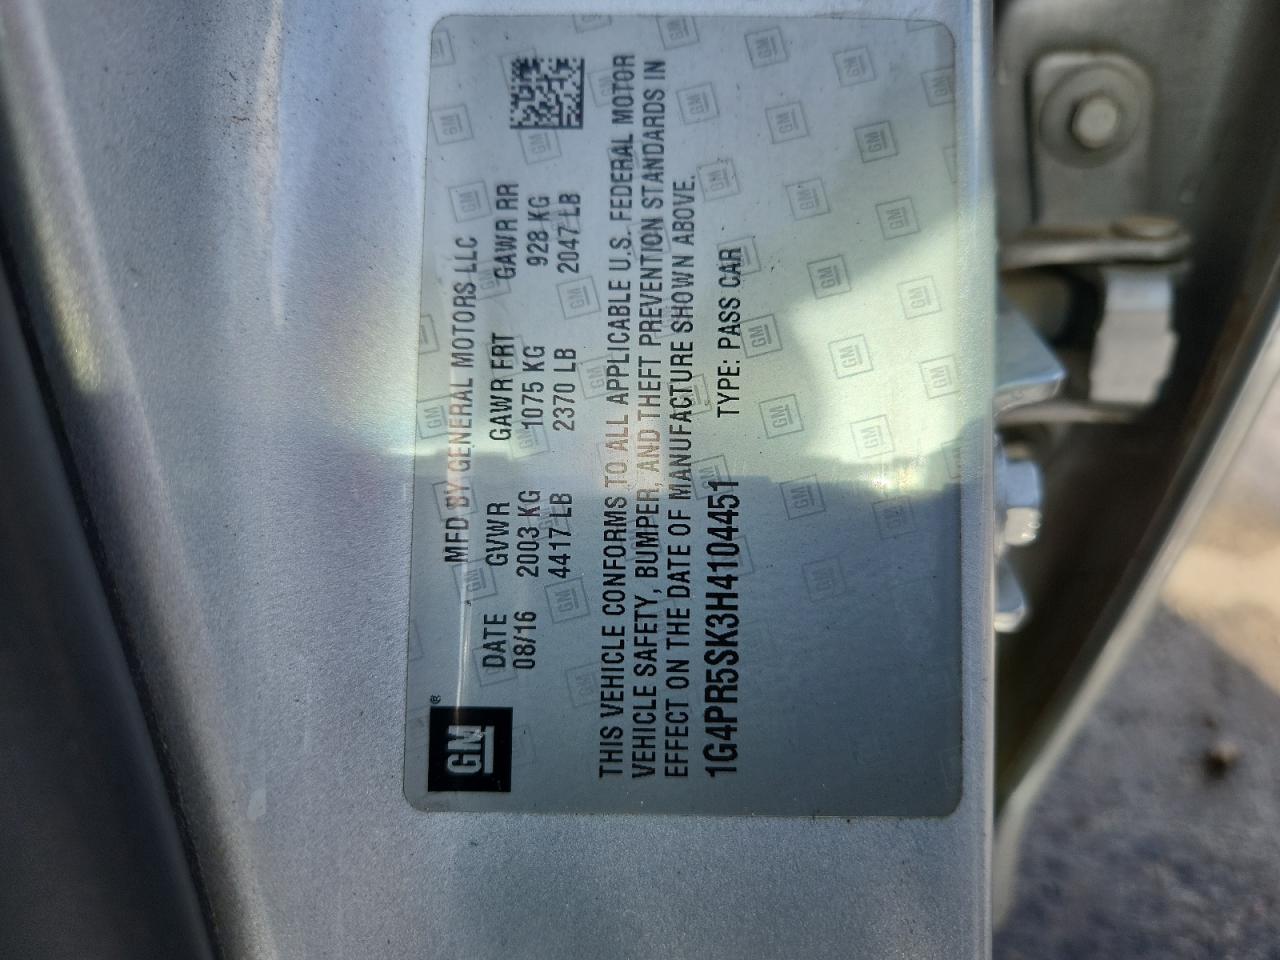 GM®
MFD BY GENERAL MOTORS LLC
DATE GVWR GAWR FRT GAWR RR
08/16 2003 KG 1075 KG 928 KG
4417 LB 2370 LB 2047 LB
THIS VEHICLE CONFORMS TO ALL APPLICABLE U.S. FEDERAL MOTOR
VEHICLE SAFETY, BUMPER, AND THEFT PREVENTION STANDARDS IN
EFFECT ON THE DATE OF MANUFACTURE SHOWN ABOVE.
1G4PR5SK3H4104451 TYPE: PASS CAR